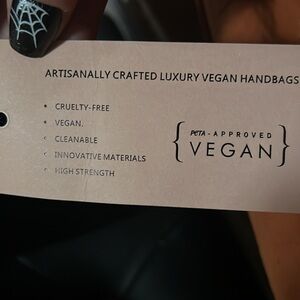 ARTISANALLY CRAFTED LUXURY VEGAN HANDBAGS
• CRUELTY-FREE
• VEGAN.
• CLEANABLE
• INNOVATIVE MATERIALS
• HIGH STRENGTH
PETA - APPROVED
VEGAN